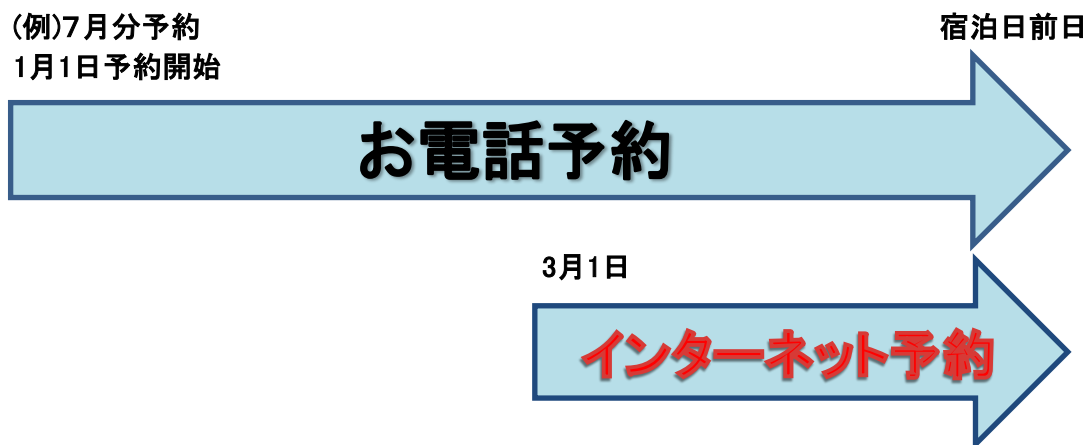 (例)7月分予約
1月1日予約開始
宿泊日前日
お電話予約
3月1日
インターネット予約